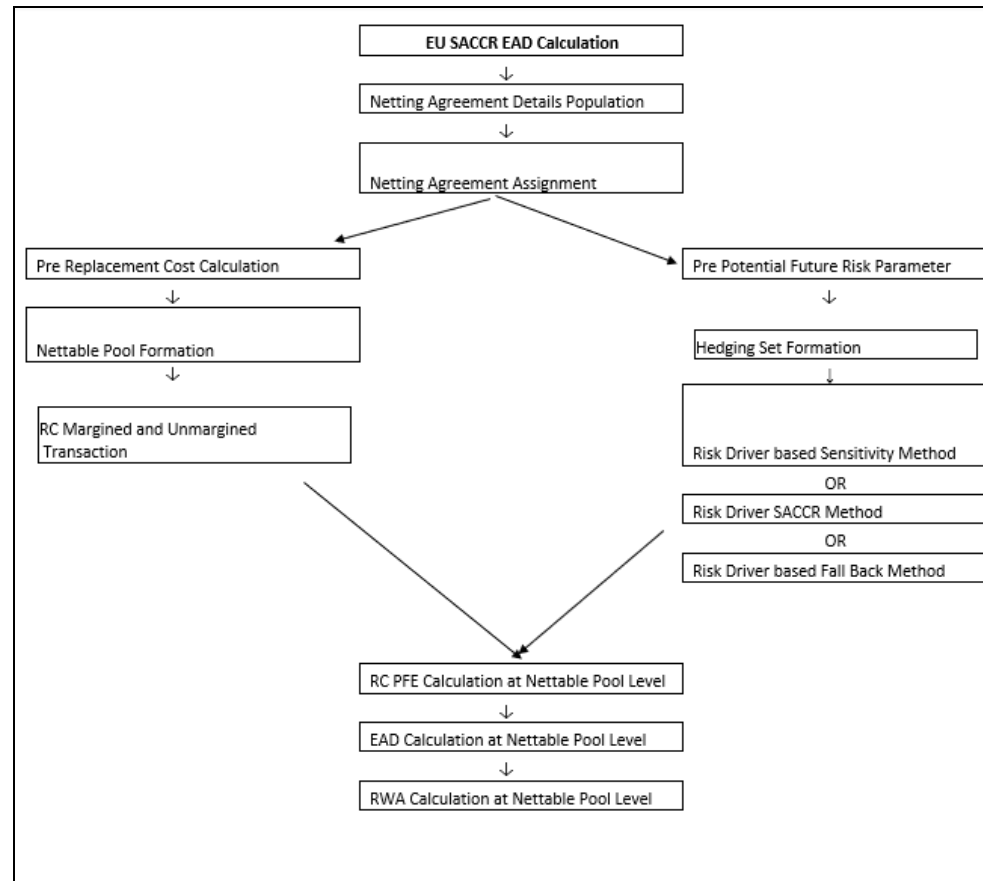 EU SACCR EAD Calculation
Netting Agreement Details Population
Netting Agreement Assignment
Pre Replacement Cost Calculation
Nettable Pool Formation
RC Margined and Unmargined
Transaction
Pre Potential Future Risk Parameter
Hedging Set Formation
Risk Driver based Sensitivity Method
OR
Risk Driver SACCR Method
OR
Risk Driver based Fall Back Method
RC PFE Calculation at Nettable Pool Level
EAD Calculation at Nettable Pool Level
RWA Calculation at Nettable Pool Level